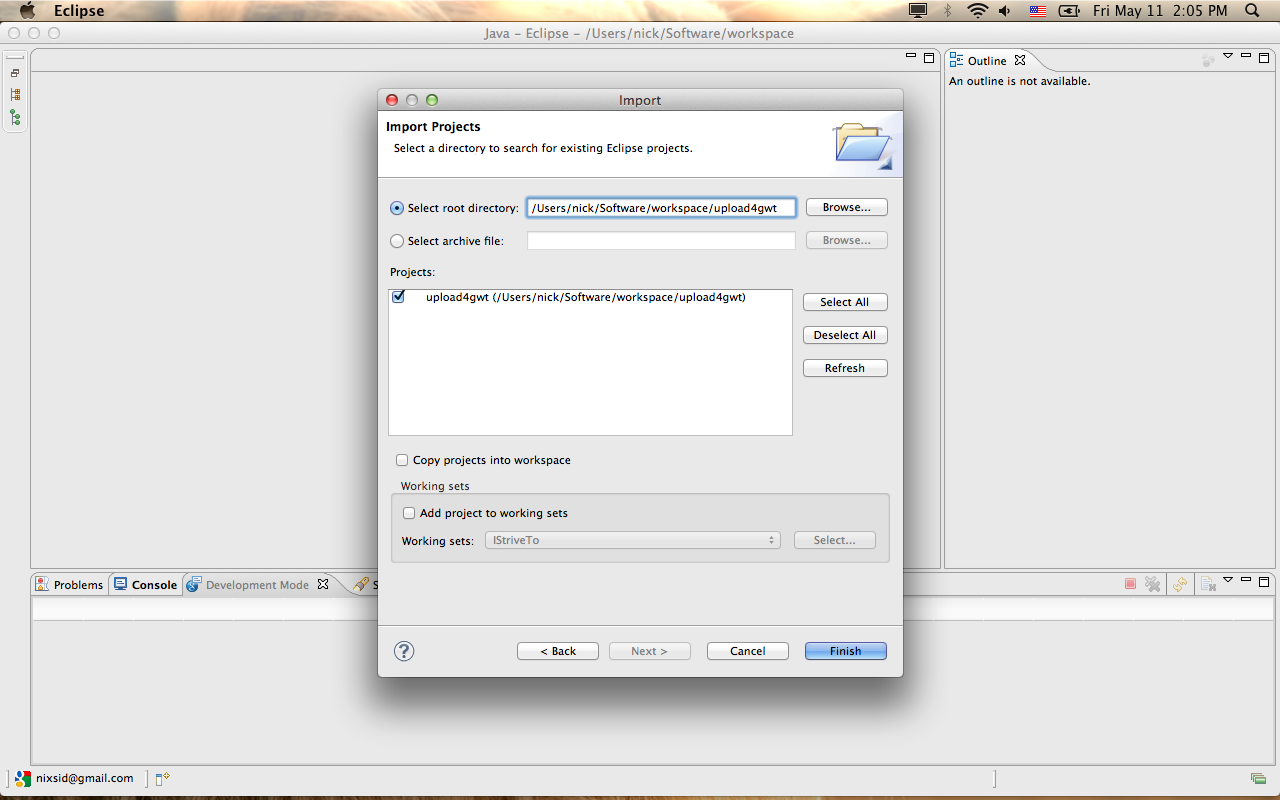 Eclipse
Fri May 11 2:05 PM
Java – Eclipse – /Users/nick/Software/workspace
Outline
An outline is not available.
Import
Import Projects
Select a directory to search for existing Eclipse projects.
Select root directory: /Users/nick/Software/workspace/upload4gwt Browse...
Select archive file: Browse...
Projects:
upload4gwt (/Users/nick/Software/workspace/upload4gwt)
Select All
Deselect All
Refresh
Copy projects into workspace
Working sets
Add project to working sets
Working sets: IStriveTo Select...
? < Back Next > Cancel Finish
Problems Console Development Mode S
nixsid@gmail.com